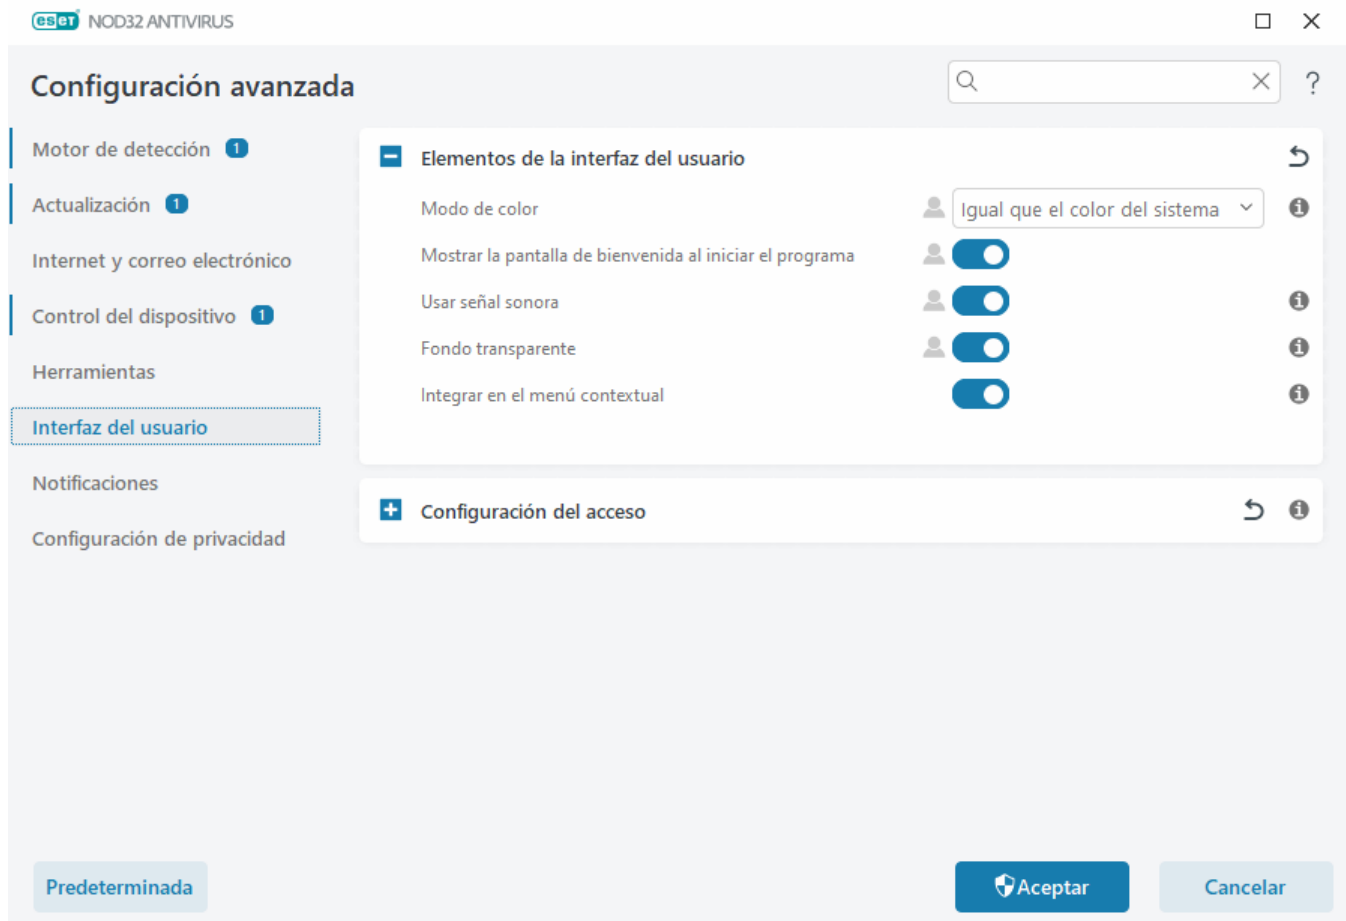 eset NOD32 ANTIVIRUS
Configuración avanzada
?
Motor de detección 1
Actualización 1
Internet y correo electrónico
Control del dispositivo 1
Herramientas
Interfaz del usuario
Notificaciones
Configuración de privacidad
Elementos de la interfaz del usuario
Modo de color
Igual que el color del sistema
Mostrar la pantalla de bienvenida al iniciar el programa
Usar señal sonora
Fondo transparente
Integrar en el menú contextual
Configuración del acceso
Predeterminada
Aceptar
Cancelar